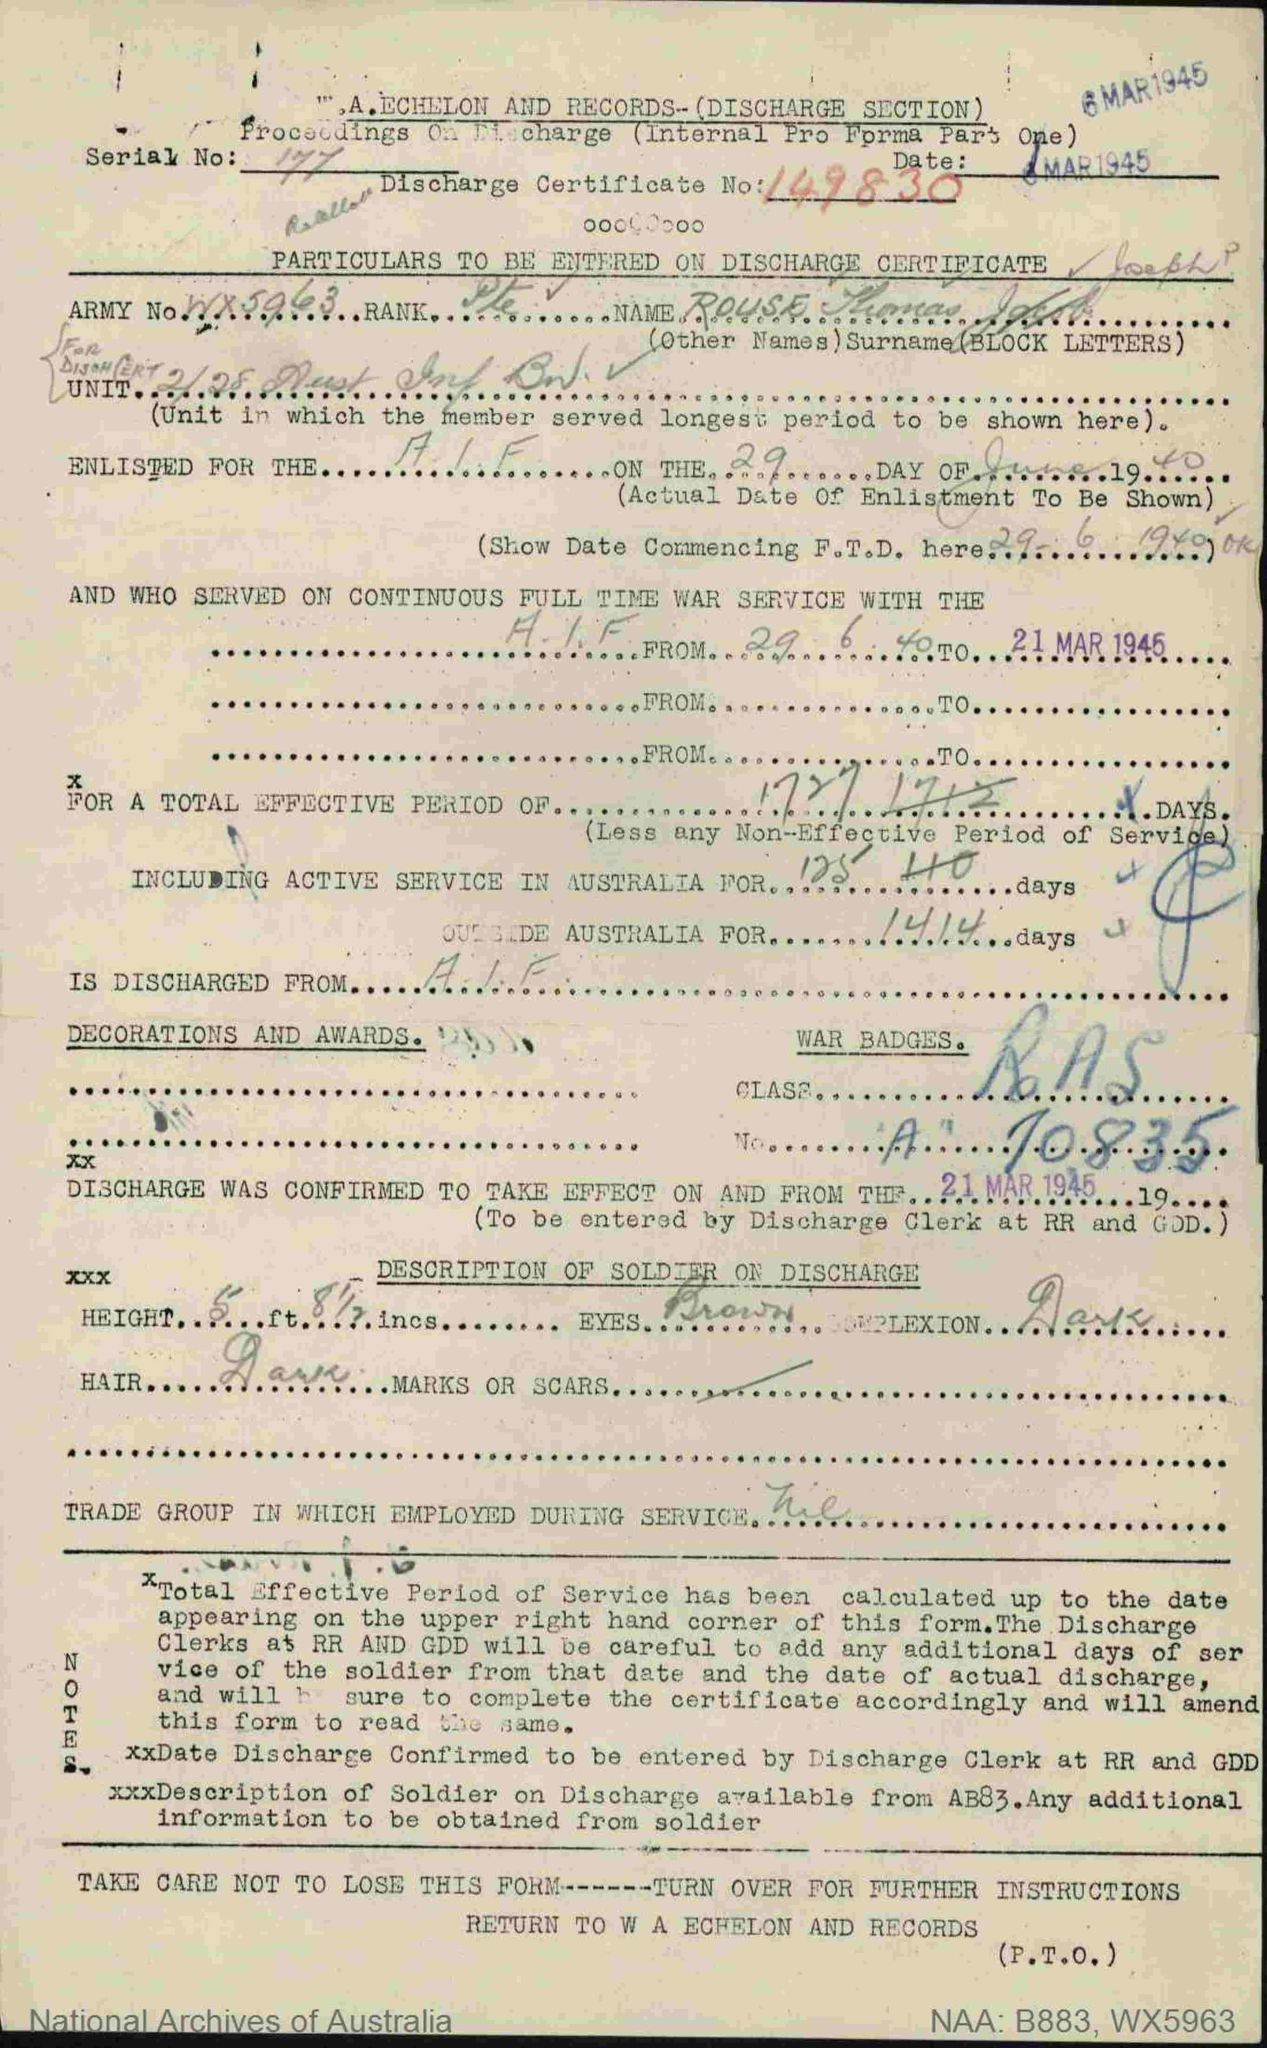 6 MAR 1945
W.A. ECHELON AND RECORDS--(DISCHARGE SECTION)
Proceedings On Discharge (Internal Pro Forma Part One)
Serial No: 177 Date: 6 MAR 1945
Discharge Certificate No: 149830
ooo00ooo
PARTICULARS TO BE ENTERED ON DISCHARGE CERTIFICATE ✓ Joseph
ARMY No. WX5963 RANK. Pte ✓ NAME. ROUSE Thomas
(Other Names) Surname (BLOCK LETTERS)
FOR DISCH CERT
UNIT. 2/28 Aust Inf Bn. ✓
(Unit in which the member served longest period to be shown here).
ENLISTED FOR THE A.I.F ON THE 29 DAY OF June 1940
(Actual Date Of Enlistment To Be Shown)
(Show Date Commencing F.T.D. here 29-6 1940) ✓ OK
AND WHO SERVED ON CONTINUOUS FULL TIME WAR SERVICE WITH THE
A.I.F FROM 29 6 40 TO 21 MAR 1945
FROM TO
FROM TO
x
FOR A TOTAL EFFECTIVE PERIOD OF 1727 1712 DAYS.
(Less any Non-Effective Period of Service)
INCLUDING ACTIVE SERVICE IN AUSTRALIA FOR 125 110 days
OUTSIDE AUSTRALIA FOR 1414 days
IS DISCHARGED FROM A.I.F.
DECORATIONS AND AWARDS. WAR BADGES.
CLASS R.A.S
No. "A" 70835
xx
DISCHARGE WAS CONFIRMED TO TAKE EFFECT ON AND FROM THE 21 MAR 1945 19
(To be entered by Discharge Clerk at RR and GDD.)
xxx DESCRIPTION OF SOLDIER ON DISCHARGE
HEIGHT 5 ft. 8½ incs EYES Brown COMPLEXION Dark
HAIR Dark MARKS OR SCARS
TRADE GROUP IN WHICH EMPLOYED DURING SERVICE. Nil
NOTES.
xTotal Effective Period of Service has been calculated up to the date
appearing on the upper right hand corner of this form.The Discharge
Clerks at RR AND GDD will be careful to add any additional days of ser
vice of the soldier from that date and the date of actual discharge,
and will be sure to complete the certificate accordingly and will amend
this form to read the same.
xxDate Discharge Confirmed to be entered by Discharge Clerk at RR and GDD
xxxDescription of Soldier on Discharge available from AB83.Any additional
information to be obtained from soldier
TAKE CARE NOT TO LOSE THIS FORM------TURN OVER FOR FURTHER INSTRUCTIONS
RETURN TO W A ECHELON AND RECORDS
(P.T.O.)
National Archives of Australia NAA: B883, WX5963